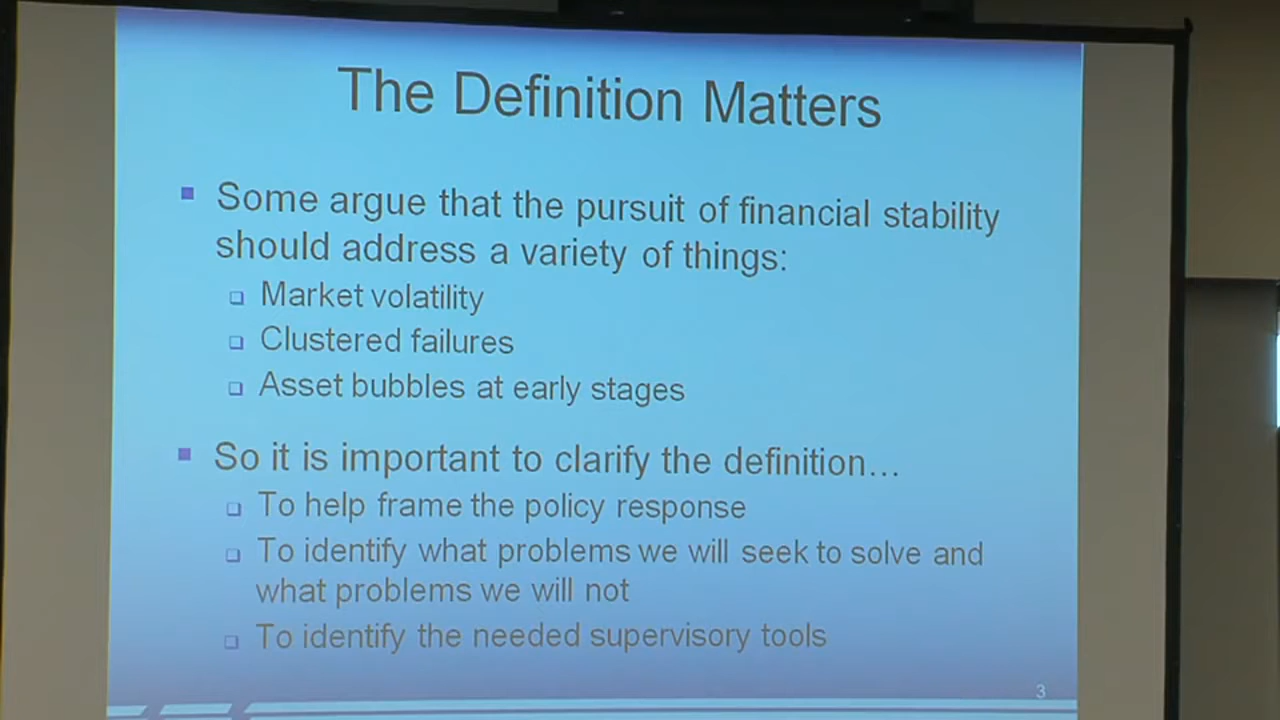 The Definition Matters
Some argue that the pursuit of financial stability
should address a variety of things:
Market volatility
Clustered failures
Asset bubbles at early stages
So it is important to clarify the definition…
To help frame the policy response
To identify what problems we will seek to solve and
what problems we will not
To identify the needed supervisory tools
3